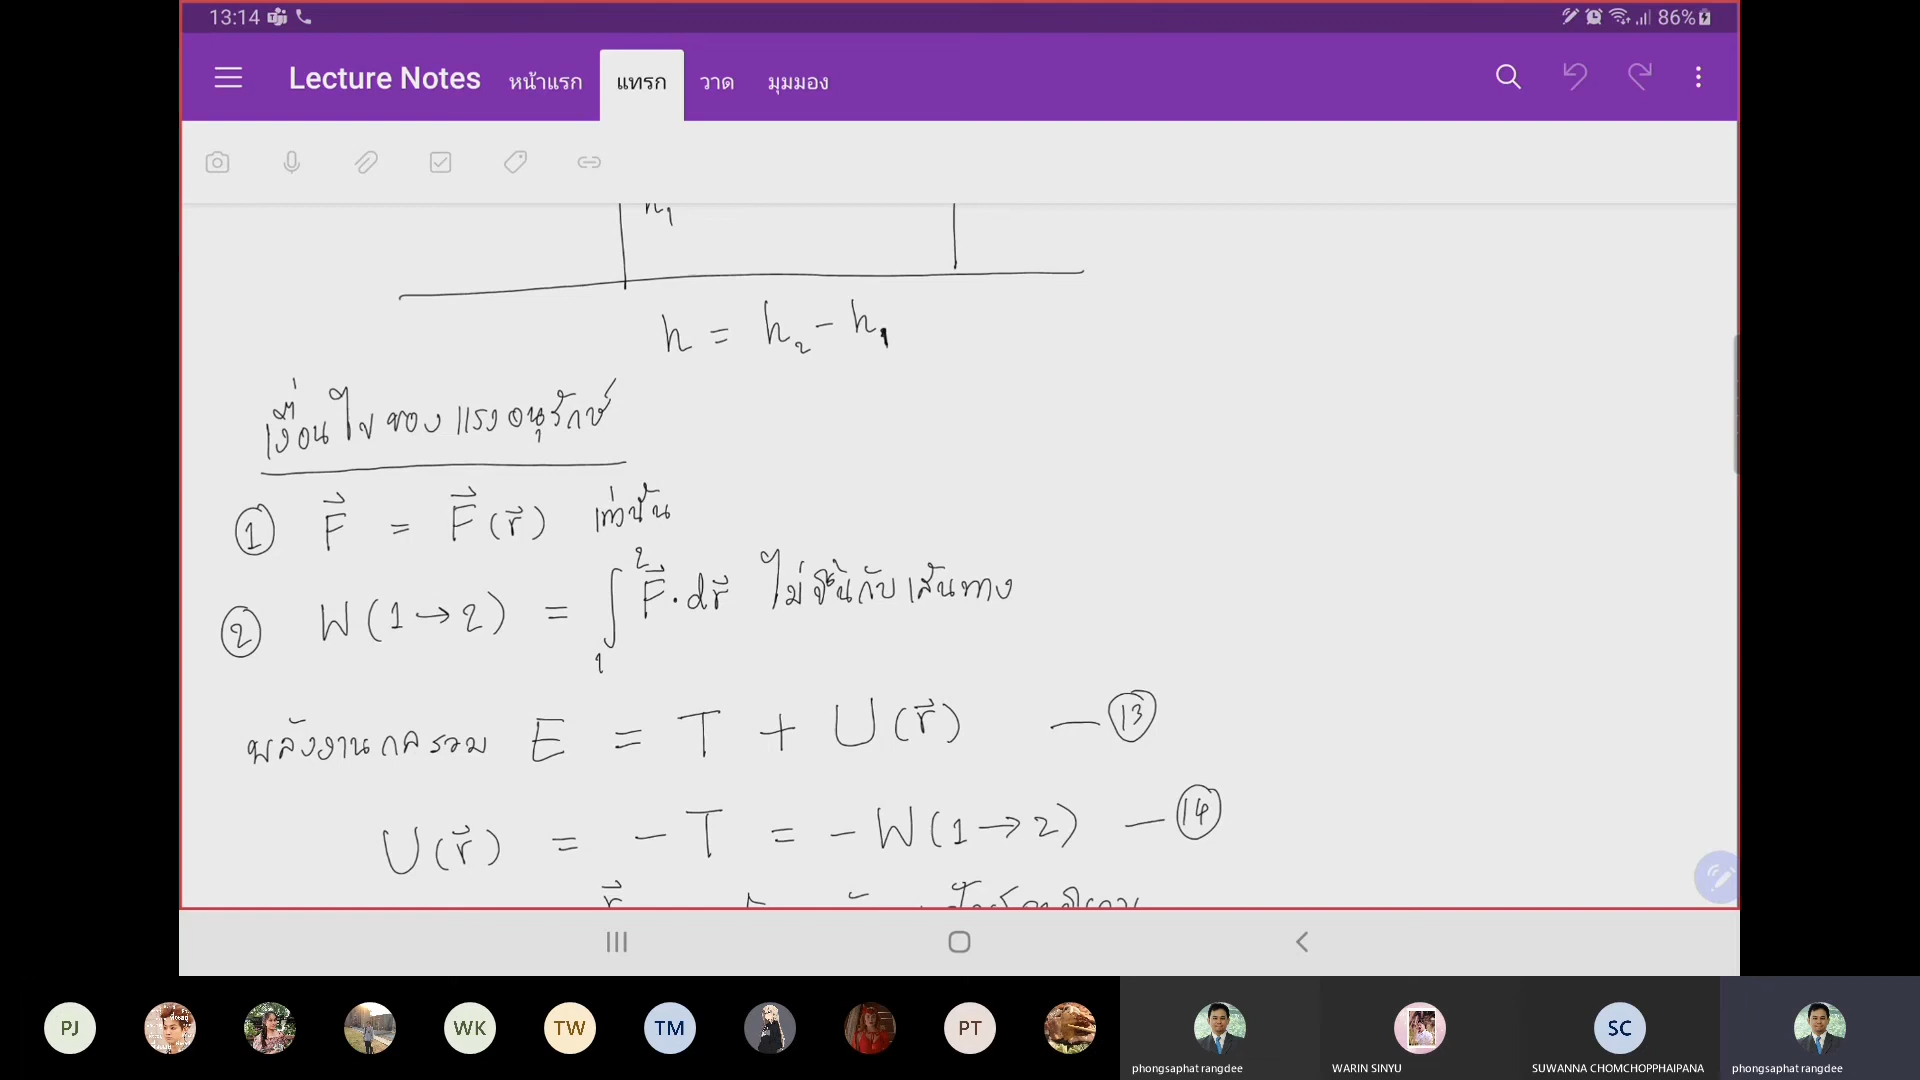 13:14 86%
Lecture Notes หน้าแรก แทรก วาด มุมมอง
h₁
h = h₂ - h₁
เงื่อนไขของแรงอนุรักษ์
① F⃗ = F⃗(r⃗) เท่านั้น
② W(1→2) = ∫₁² F⃗·dr⃗ ไม่ขึ้นกับเส้นทาง
พลังงานกลรวม E = T + U(r⃗) — ⑬
U(r⃗) = -T = -W(1→2) — ⑭
PJ WK TW TM PT SC
phongsaphat rangdee WARIN SINYU SUWANNA CHOMCHOPPHAIPANA phongsaphat rangdee